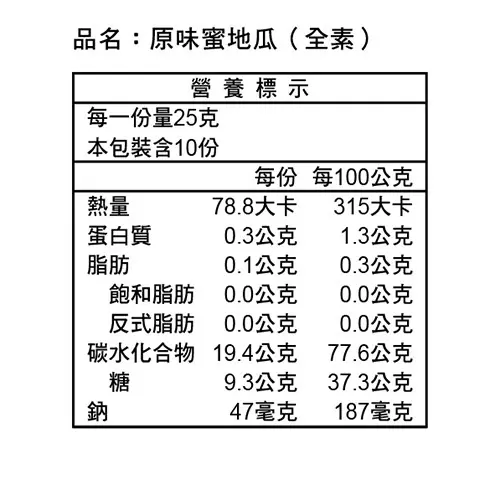 品名：原味蜜地瓜（全素）
營養標示
每一份量25克
本包裝含10份
每份 每100公克
熱量 78.8大卡 315大卡
蛋白質 0.3公克 1.3公克
脂肪 0.1公克 0.3公克
飽和脂肪 0.0公克 0.0公克
反式脂肪 0.0公克 0.0公克
碳水化合物 19.4公克 77.6公克
糖 9.3公克 37.3公克
鈉 47毫克 187毫克